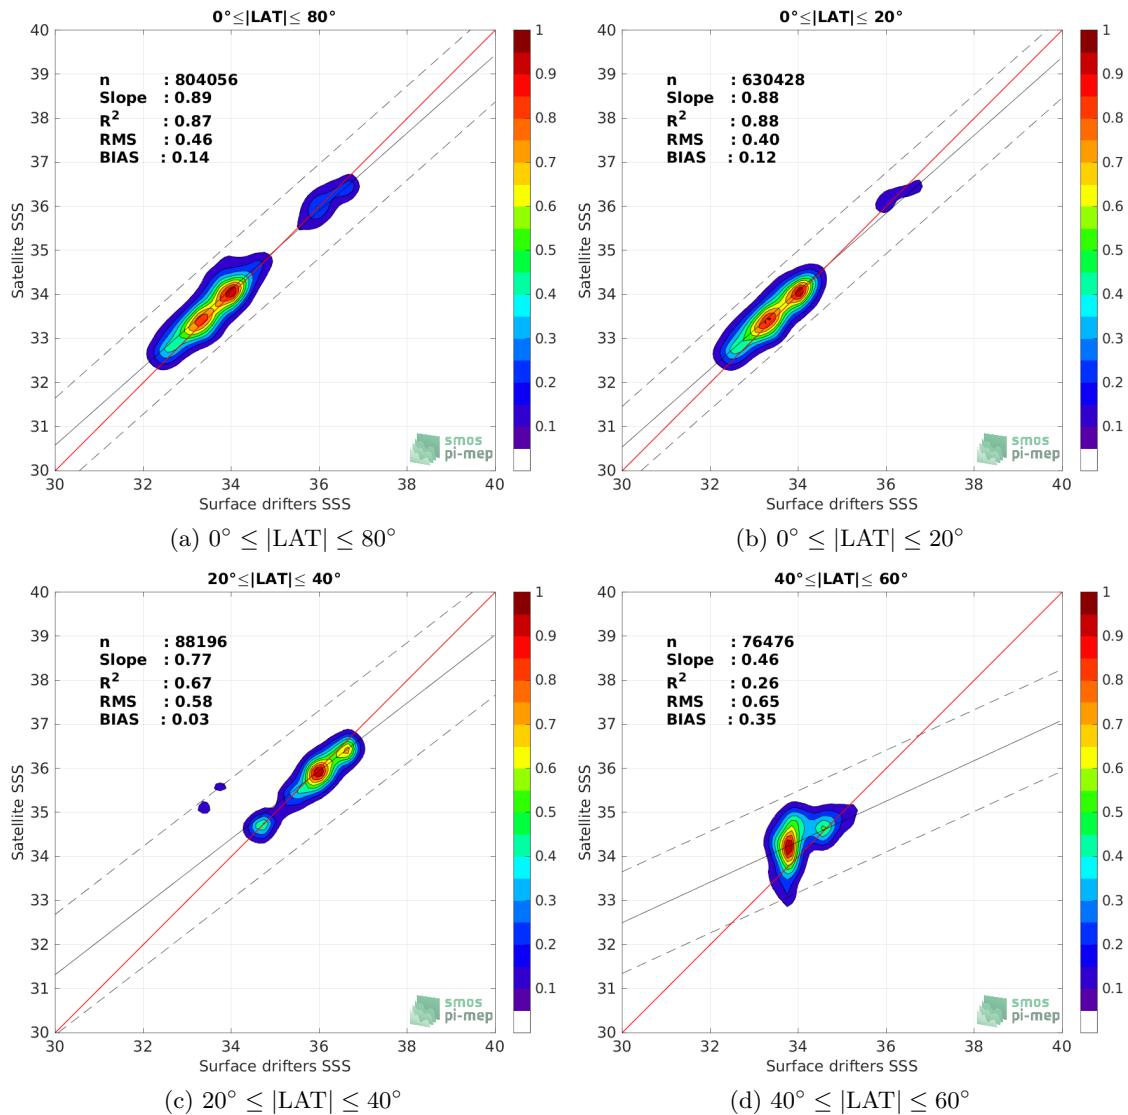 0°≤|LAT|≤ 80°
40
39
38
37
36
35
34
33
32
31
30
Satellite SSS
n : 804056
Slope : 0.89
R2 : 0.87
RMS : 0.46
BIAS : 0.14
smos
pi-mep
30 32 34 36 38 40
Surface drifters SSS
1
0.9
0.8
0.7
0.6
0.5
0.4
0.3
0.2
0.1
(a) 0° ≤ |LAT| ≤ 80°
0°≤|LAT|≤ 20°
40
39
38
37
36
35
34
33
32
31
30
Satellite SSS
n : 630428
Slope : 0.88
R2 : 0.88
RMS : 0.40
BIAS : 0.12
smos
pi-mep
30 32 34 36 38 40
Surface drifters SSS
1
0.9
0.8
0.7
0.6
0.5
0.4
0.3
0.2
0.1
(b) 0° ≤ |LAT| ≤ 20°
20°≤|LAT|≤ 40°
40
39
38
37
36
35
34
33
32
31
30
Satellite SSS
n : 88196
Slope : 0.77
R2 : 0.67
RMS : 0.58
BIAS : 0.03
smos
pi-mep
30 32 34 36 38 40
Surface drifters SSS
1
0.9
0.8
0.7
0.6
0.5
0.4
0.3
0.2
0.1
(c) 20° ≤ |LAT| ≤ 40°
40°≤|LAT|≤ 60°
40
39
38
37
36
35
34
33
32
31
30
Satellite SSS
n : 76476
Slope : 0.46
R2 : 0.26
RMS : 0.65
BIAS : 0.35
smos
pi-mep
30 32 34 36 38 40
Surface drifters SSS
1
0.9
0.8
0.7
0.6
0.5
0.4
0.3
0.2
0.1
(d) 40° ≤ |LAT| ≤ 60°